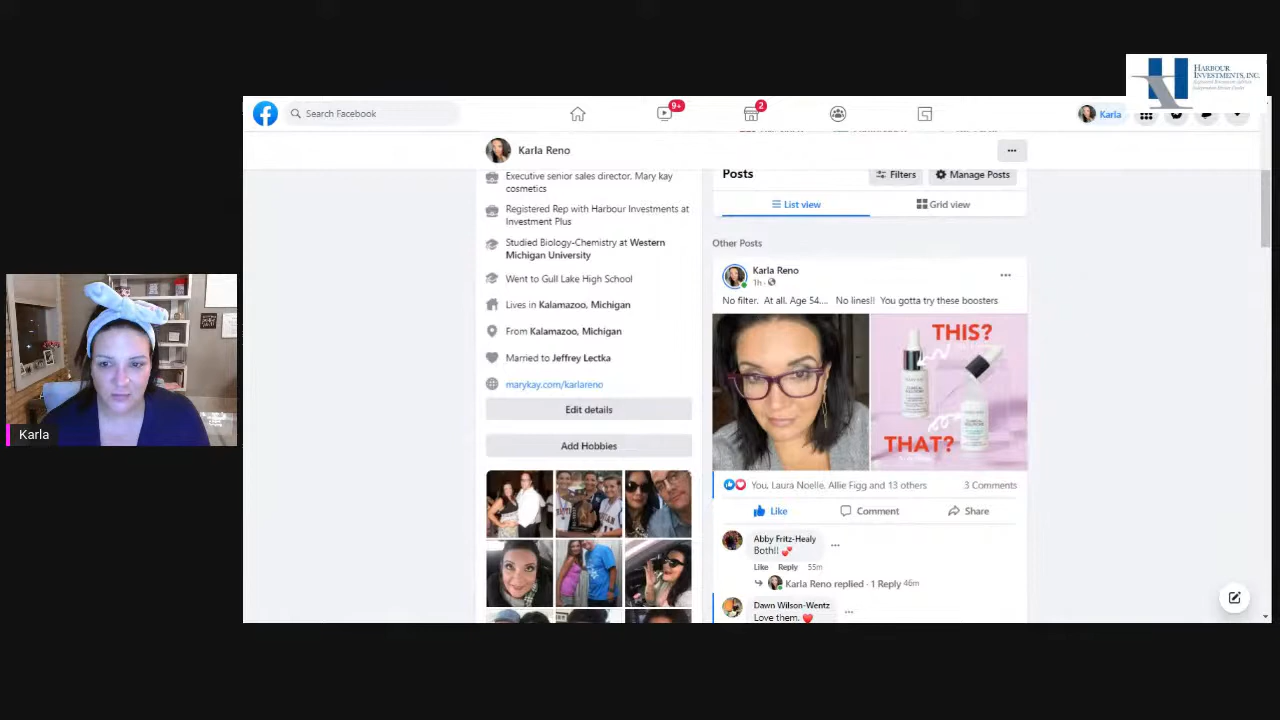 HARBOUR
INVESTMENTS, INC.
Search Facebook
9+
2
Karla
Karla Reno
Executive senior sales director. Mary kay
cosmetics
Registered Rep with Harbour Investments at
Investment Plus
Studied Biology-Chemistry at Western
Michigan University
Went to Gull Lake High School
Lives in Kalamazoo, Michigan
From Kalamazoo, Michigan
Married to Jeffrey Lectka
marykay.com/karlareno
Edit details
Add Hobbies
Posts
Filters
Manage Posts
List view
Grid view
Other Posts
Karla Reno
1h
No filter. At all. Age 54.... No lines!! You gotta try these boosters
THIS?
so
THAT?
You, Laura Noelle, Allie Figg and 13 others
3 Comments
Like
Comment
Share
Abby Fritz-Healy
Both!! 💕
Like Reply 55m
Karla Reno replied · 1 Reply 46m
Dawn Wilson-Wentz
Love them. ❤️
Karla